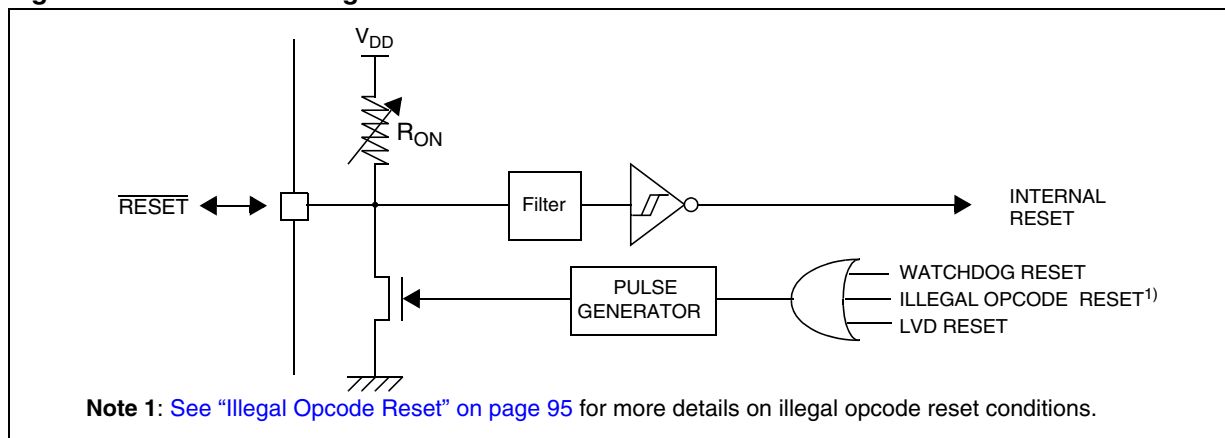 V_DD
R_ON
RESET
Filter
INTERNAL
RESET
WATCHDOG RESET
PULSE
GENERATOR
ILLEGAL OPCODE RESET1)
LVD RESET
Note 1: See “Illegal Opcode Reset” on page 95 for more details on illegal opcode reset conditions.